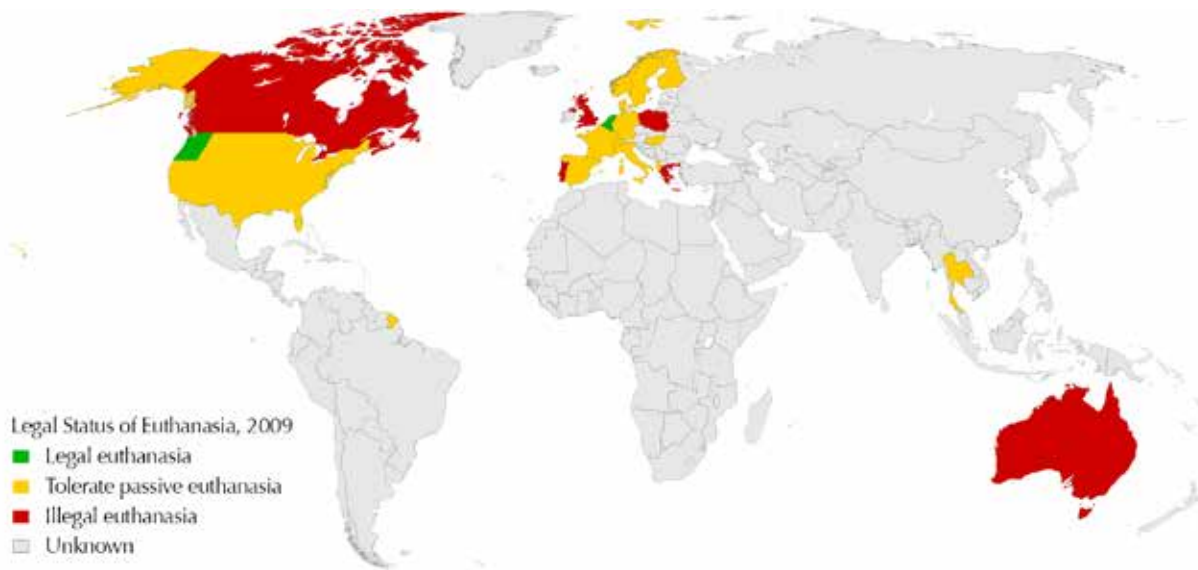 Legal Status of Euthanasia, 2009
Legal euthanasia
Tolerate passive euthanasia
Illegal euthanasia
Unknown